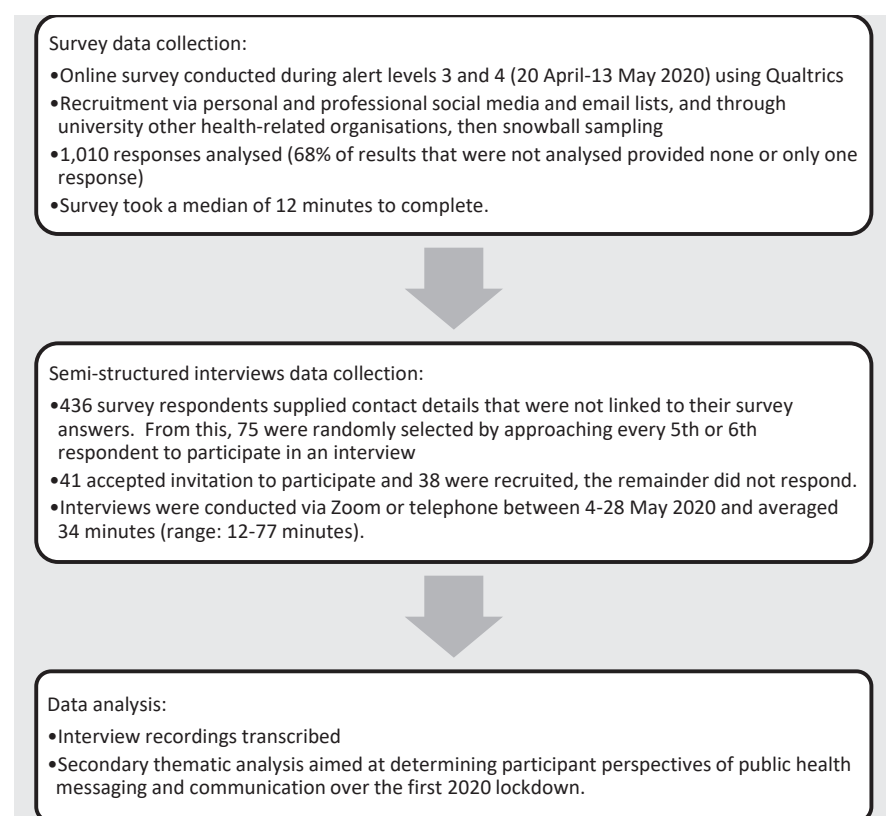 Survey data collection:
•Online survey conducted during alert levels 3 and 4 (20 April-13 May 2020) using Qualtrics
•Recruitment via personal and professional social media and email lists, and through
university other health-related organisations, then snowball sampling
•1,010 responses analysed (68% of results that were not analysed provided none or only one
response)
•Survey took a median of 12 minutes to complete.
Semi-structured interviews data collection:
•436 survey respondents supplied contact details that were not linked to their survey
answers.  From this, 75 were randomly selected by approaching every 5th or 6th
respondent to participate in an interview
•41 accepted invitation to participate and 38 were recruited, the remainder did not respond.
•Interviews were conducted via Zoom or telephone between 4-28 May 2020 and averaged
34 minutes (range: 12-77 minutes).
Data analysis:
•Interview recordings transcribed
•Secondary thematic analysis aimed at determining participant perspectives of public health
messaging and communication over the first 2020 lockdown.